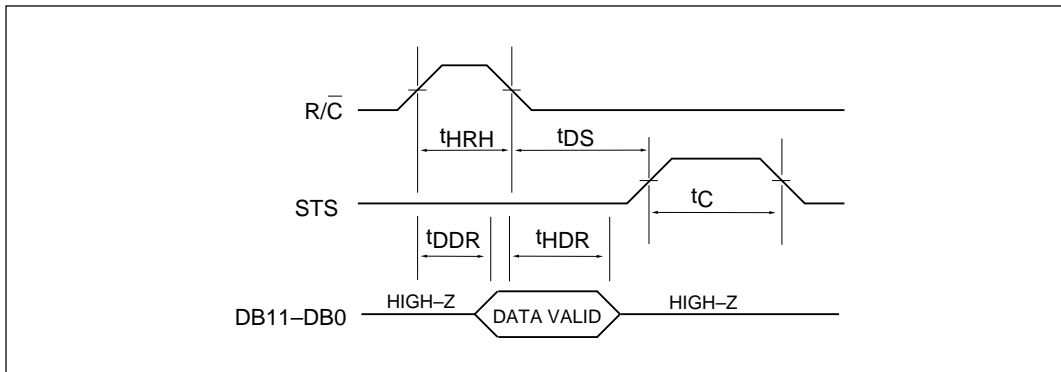 R/C̅
tHRH
tDS
STS
tC
tDDR
tHDR
DB11–DB0
HIGH–Z
DATA VALID
HIGH–Z